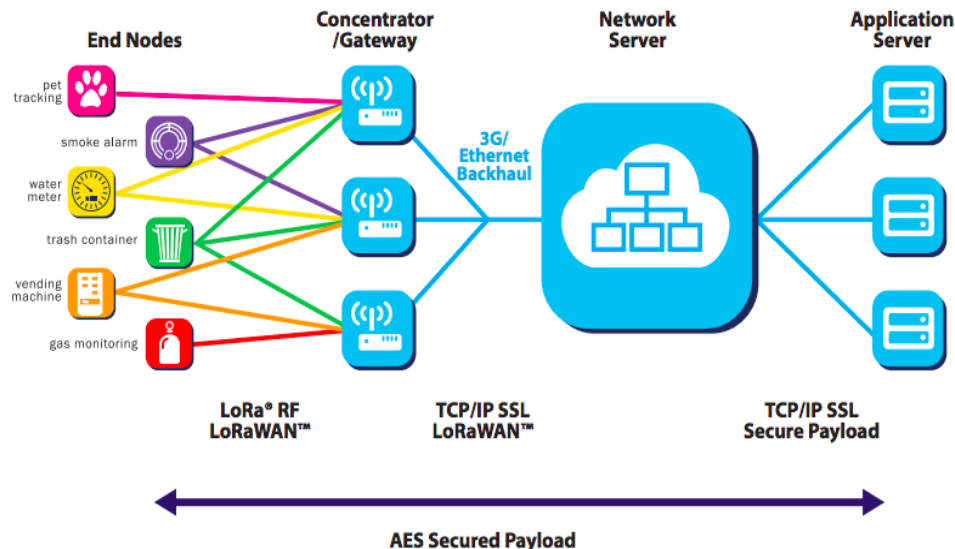 End Nodes
Concentrator
/Gateway
Network
Server
Application
Server
pet
tracking
smoke alarm
water
meter
trash container
vending
machine
gas monitoring
3G/
Ethernet
Backhaul
LoRa® RF
LoRaWAN™
TCP/IP SSL
LoRaWAN™
TCP/IP SSL
Secure Payload
AES Secured Payload